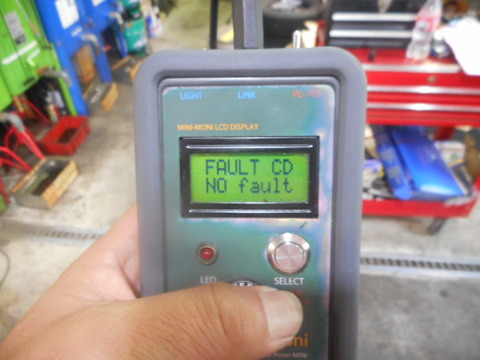 LIGHT LINK
MINI-MONI LCD DISPLAY
FAULT CD
NO fault
LED SELECT